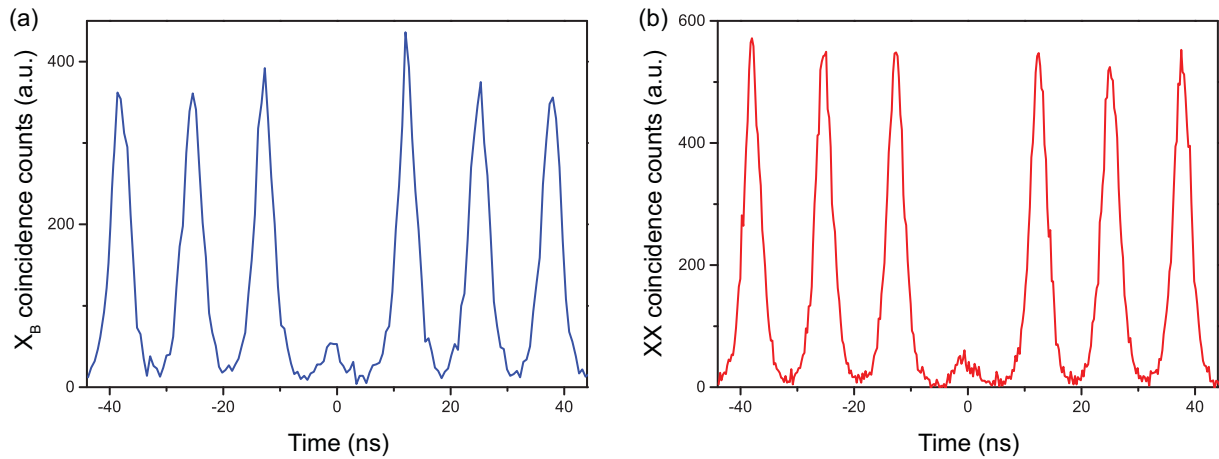 (a)
X_B coincidence counts (a.u.)
400
200
0
-40 -20 0 20 40
Time (ns)
(b)
XX coincidence counts (a.u.)
600
400
200
0
-40 -20 0 20 40
Time (ns)